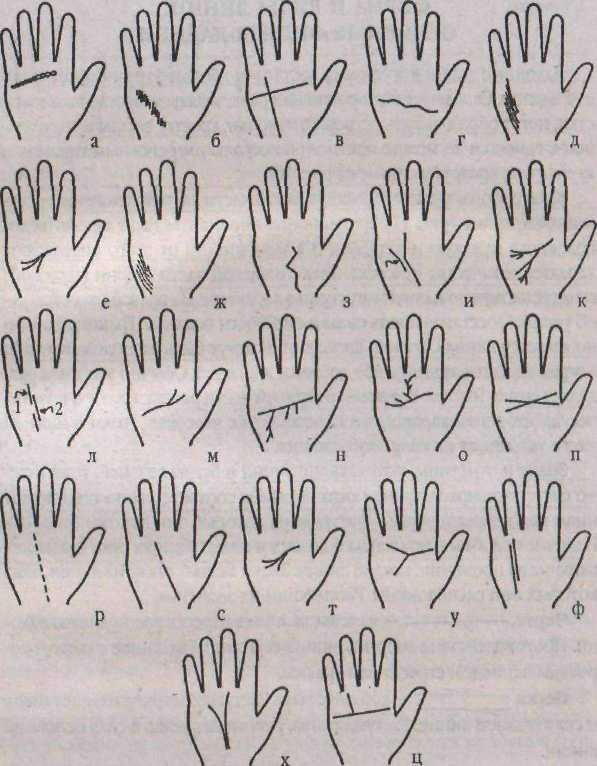 а б в г д
е ж з и к
1 2
л м н о п
р с т у ф
х ц